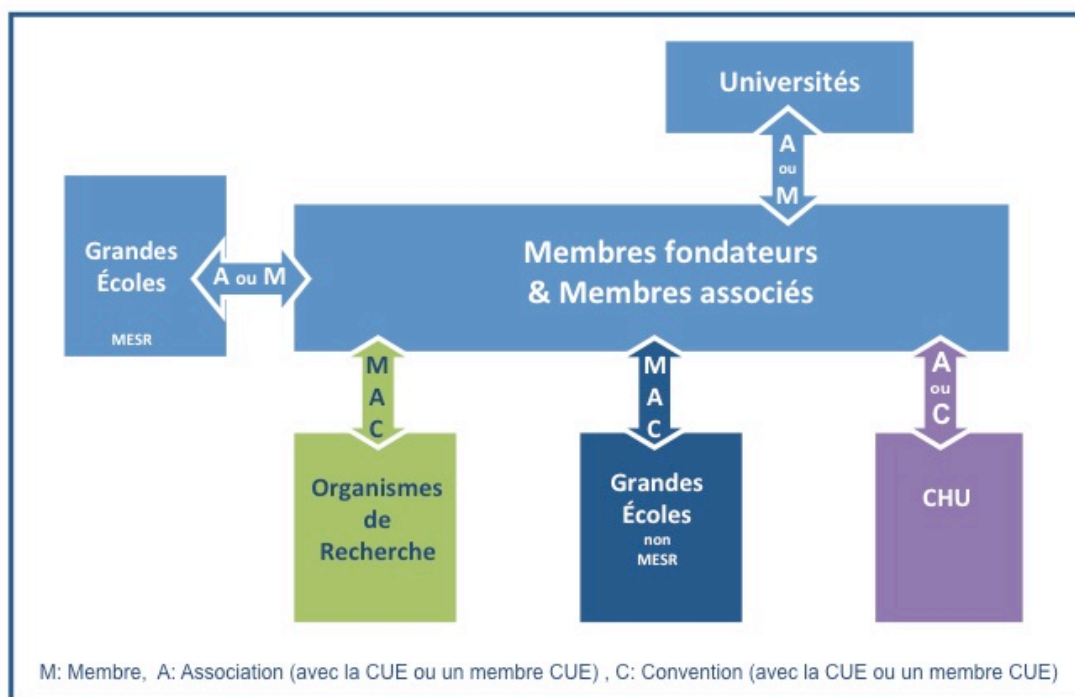 Universités
A
ou
M
Grandes
Écoles
MESR
A ou M
Membres fondateurs
& Membres associés
M
A
C
M
A
C
A
ou
C
Organismes
de
Recherche
Grandes
Écoles
non
MESR
CHU
M: Membre, A: Association (avec la CUE ou un membre CUE) , C: Convention (avec la CUE ou un membre CUE)